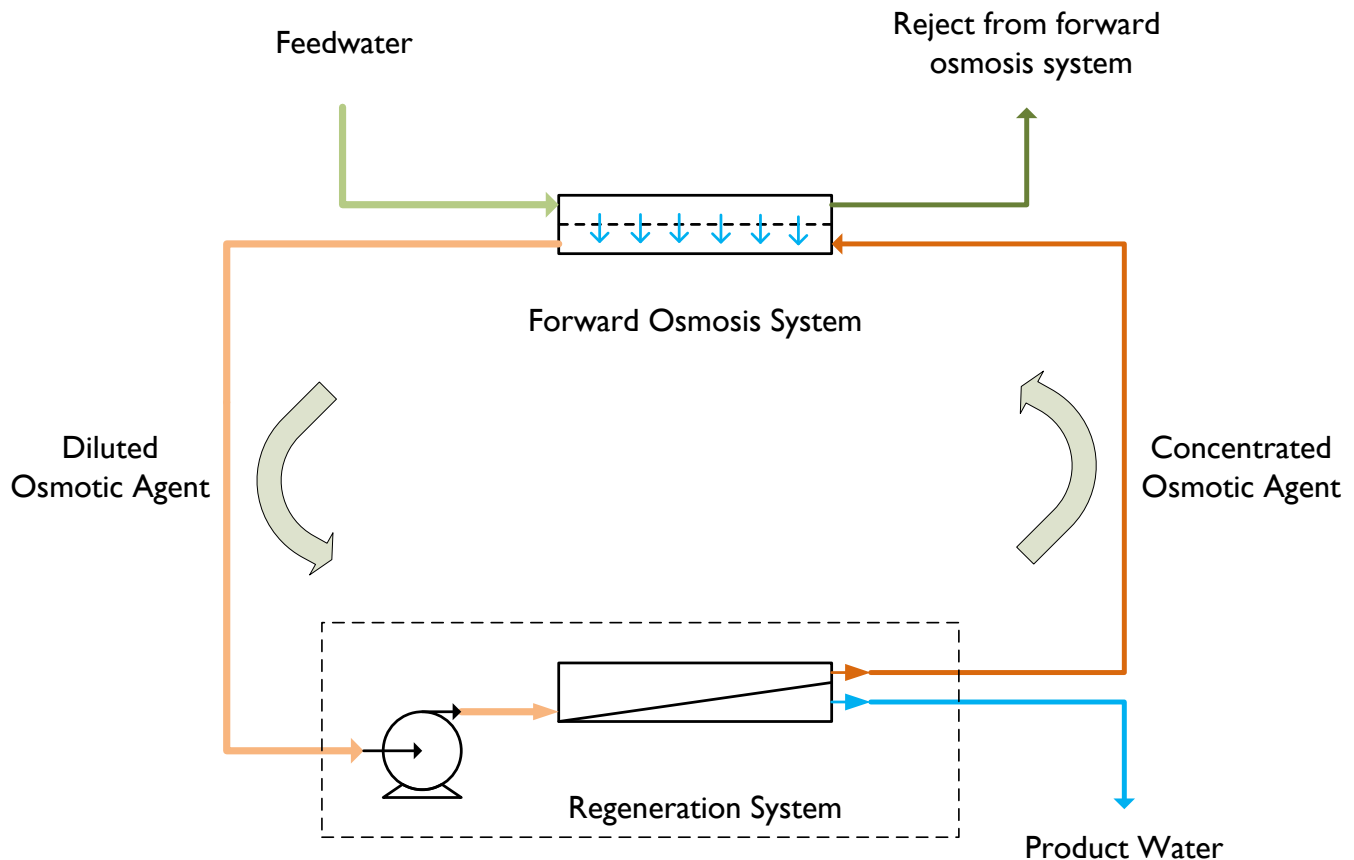 Feedwater
Reject from forward
osmosis system
Forward Osmosis System
Diluted
Osmotic Agent
Concentrated
Osmotic Agent
Regeneration System
Product Water